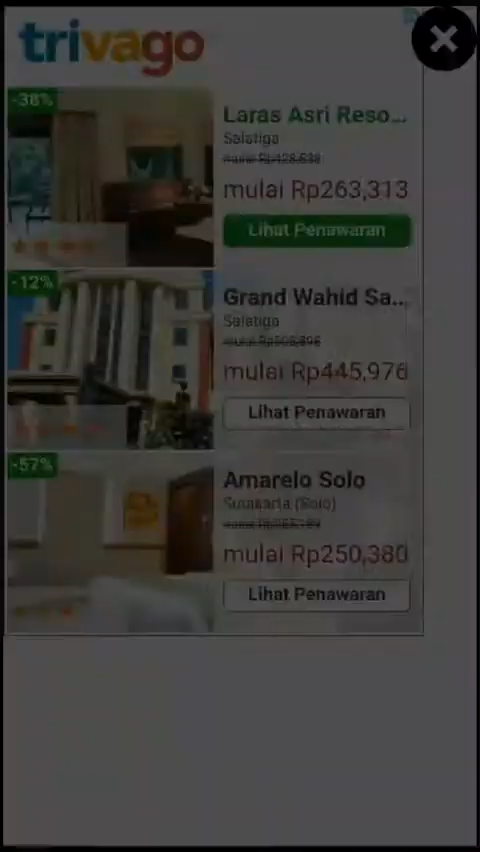 trivago
-38%
Laras Asri Reso...
Salatiga
mulai Rp263,313
Lihat Penawaran
-12%
Grand Wahid Sa...
Salatiga
mulai Rp445,976
Lihat Penawaran
-57%
Amarelo Solo
Surakarta (Solo)
mulai Rp250,380
Lihat Penawaran